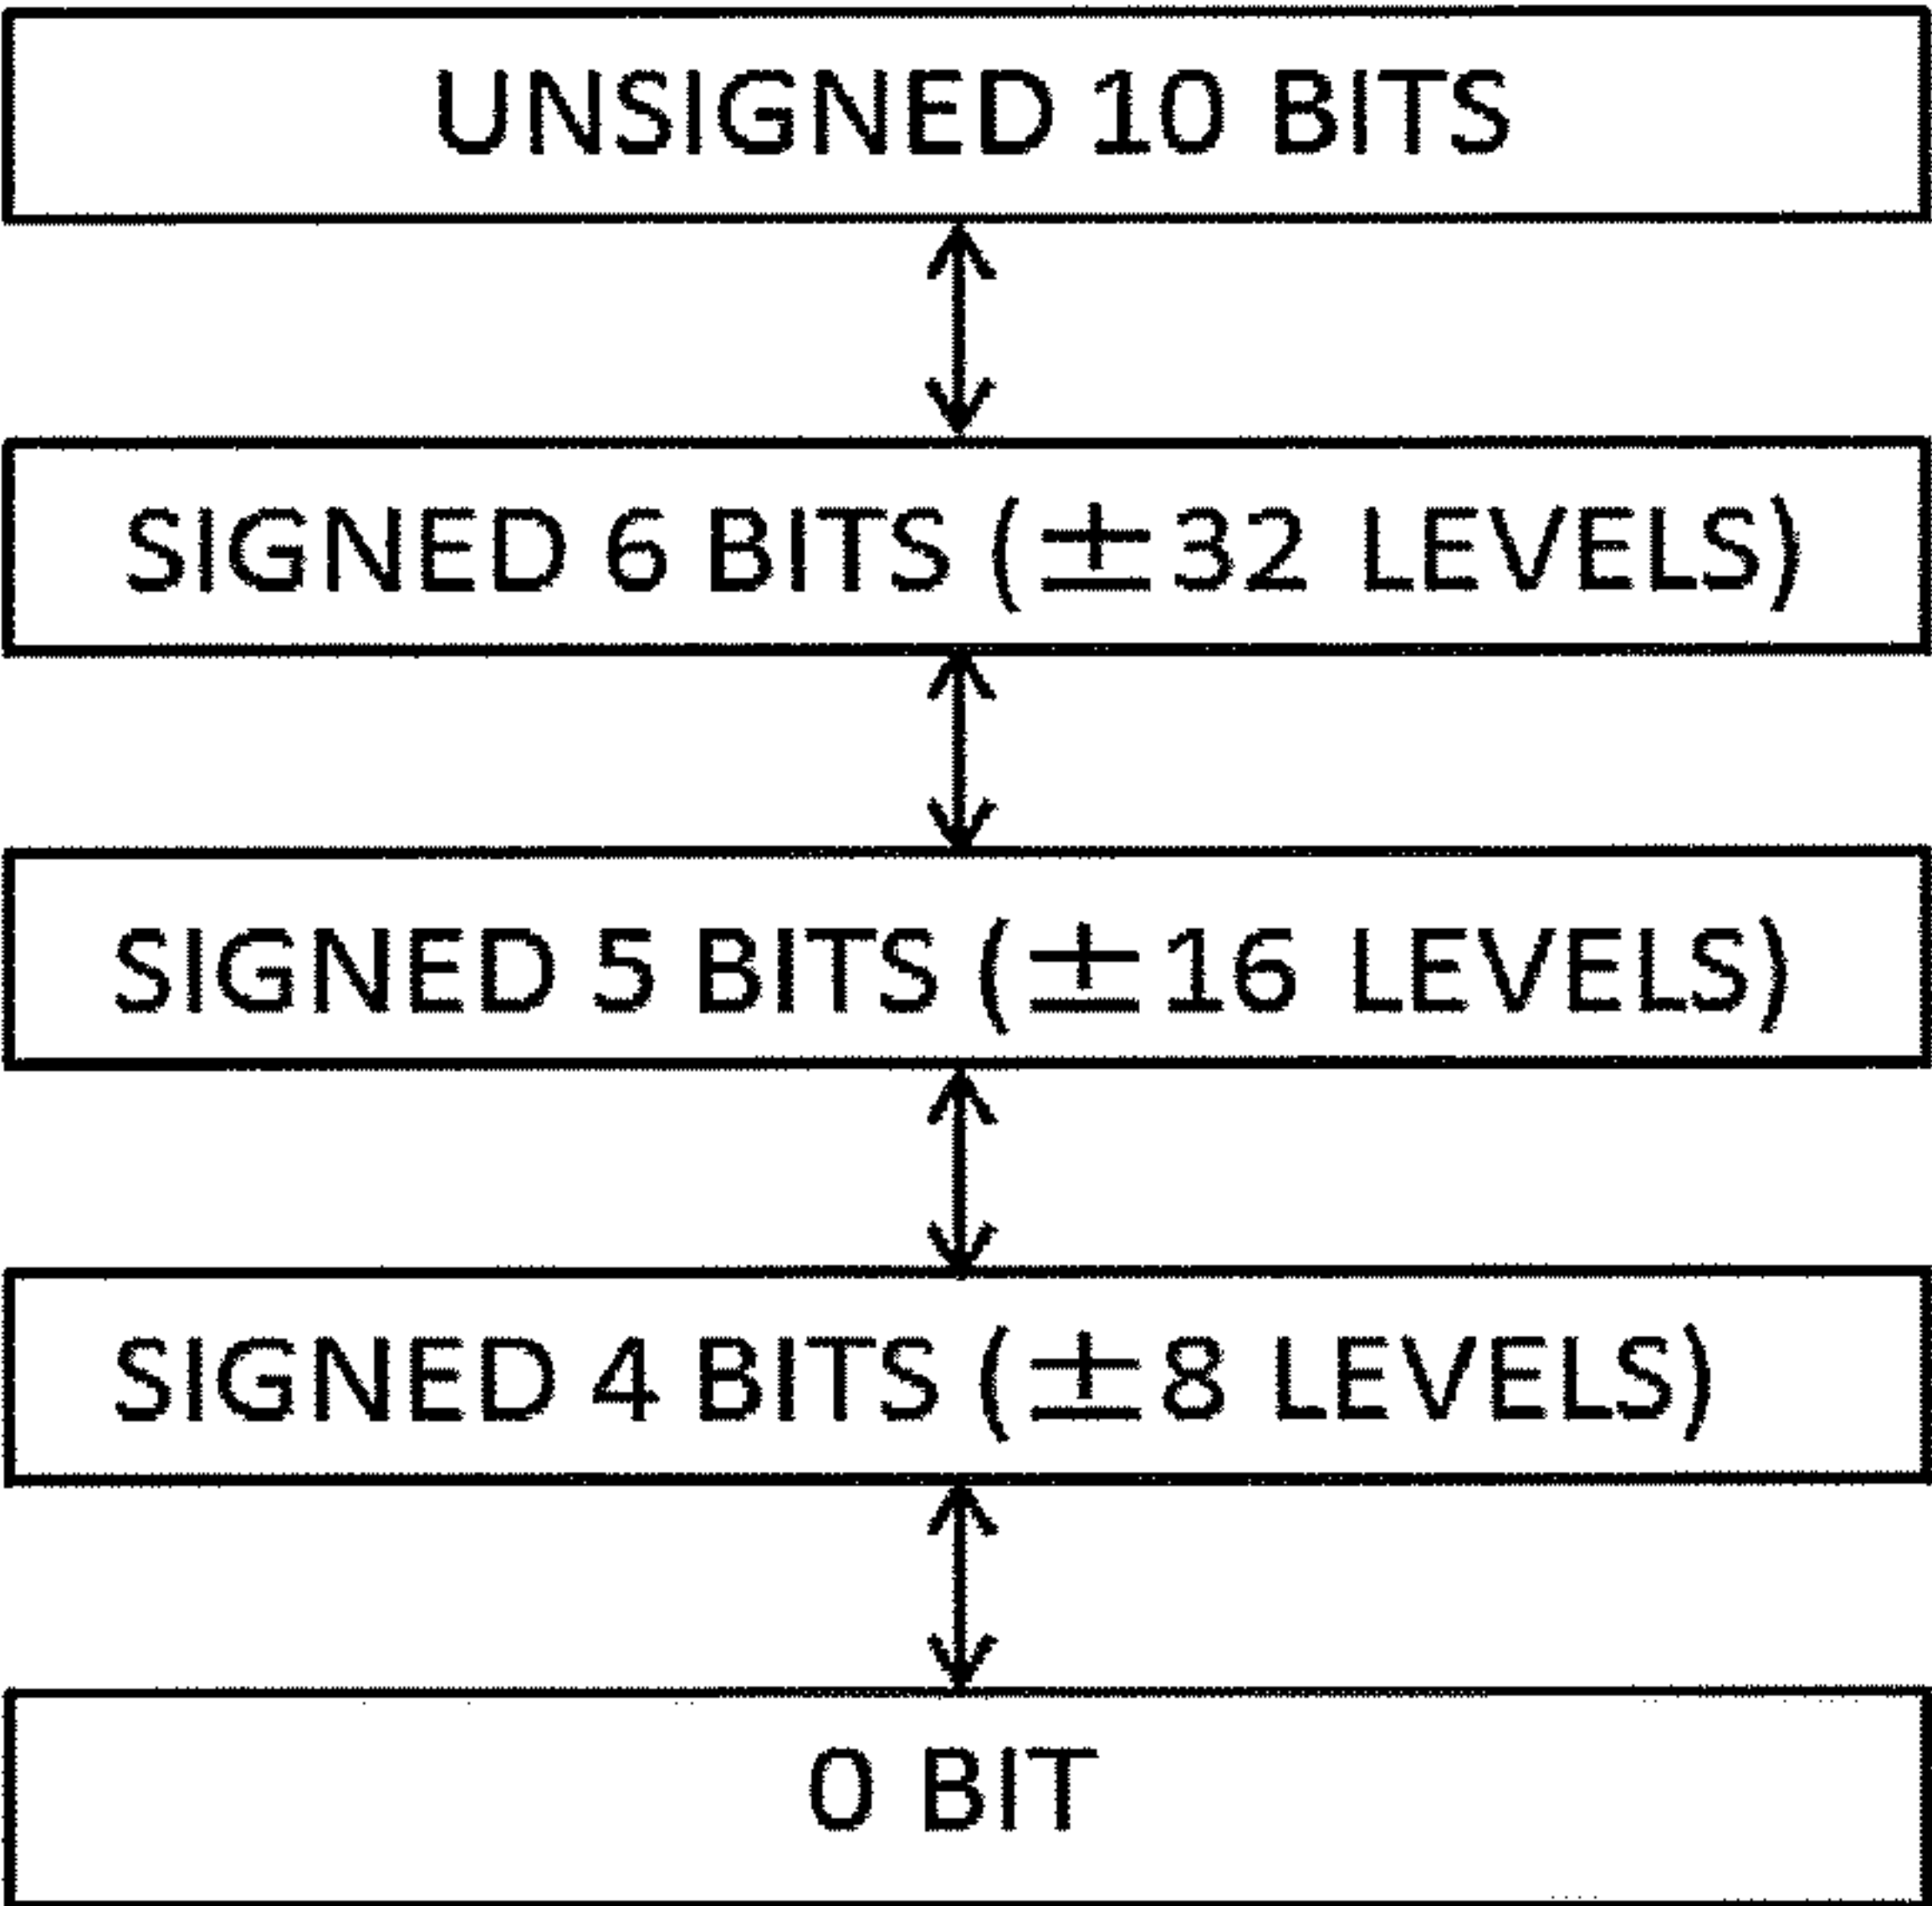 UNSIGNED 10 BITS
SIGNED 6 BITS (±32 LEVELS)
SIGNED 5 BITS (±16 LEVELS)
SIGNED 4 BITS (±8 LEVELS)
0 BIT